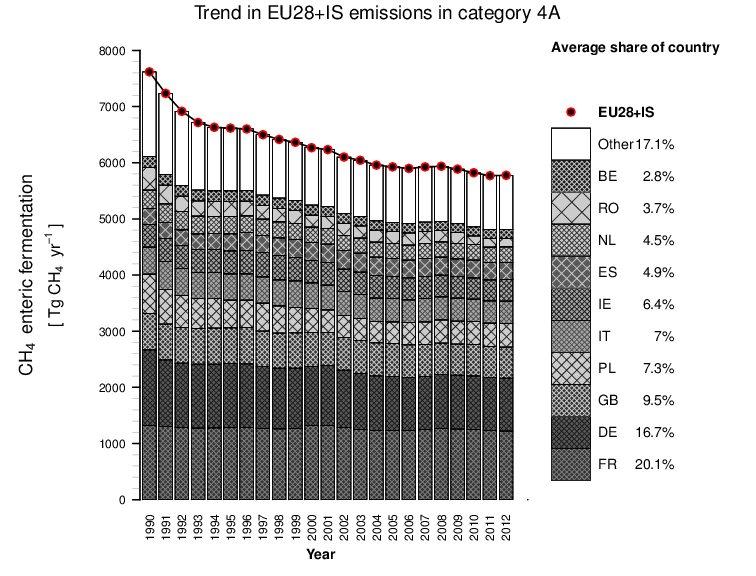 Trend in EU28+IS emissions in category 4A
Average share of country
EU28+IS
Other 17.1%
BE 2.8%
RO 3.7%
NL 4.5%
ES 4.9%
IE 6.4%
IT 7%
PL 7.3%
GB 9.5%
DE 16.7%
FR 20.1%
CH₄ enteric fermentation
[ Tg CH₄ yr⁻¹ ]
8000
7000
6000
5000
4000
3000
2000
1000
0
1990 1991 1992 1993 1994 1995 1996 1997 1998 1999 2000 2001 2002 2003 2004 2005 2006 2007 2008 2009 2010 2011 2012
Year